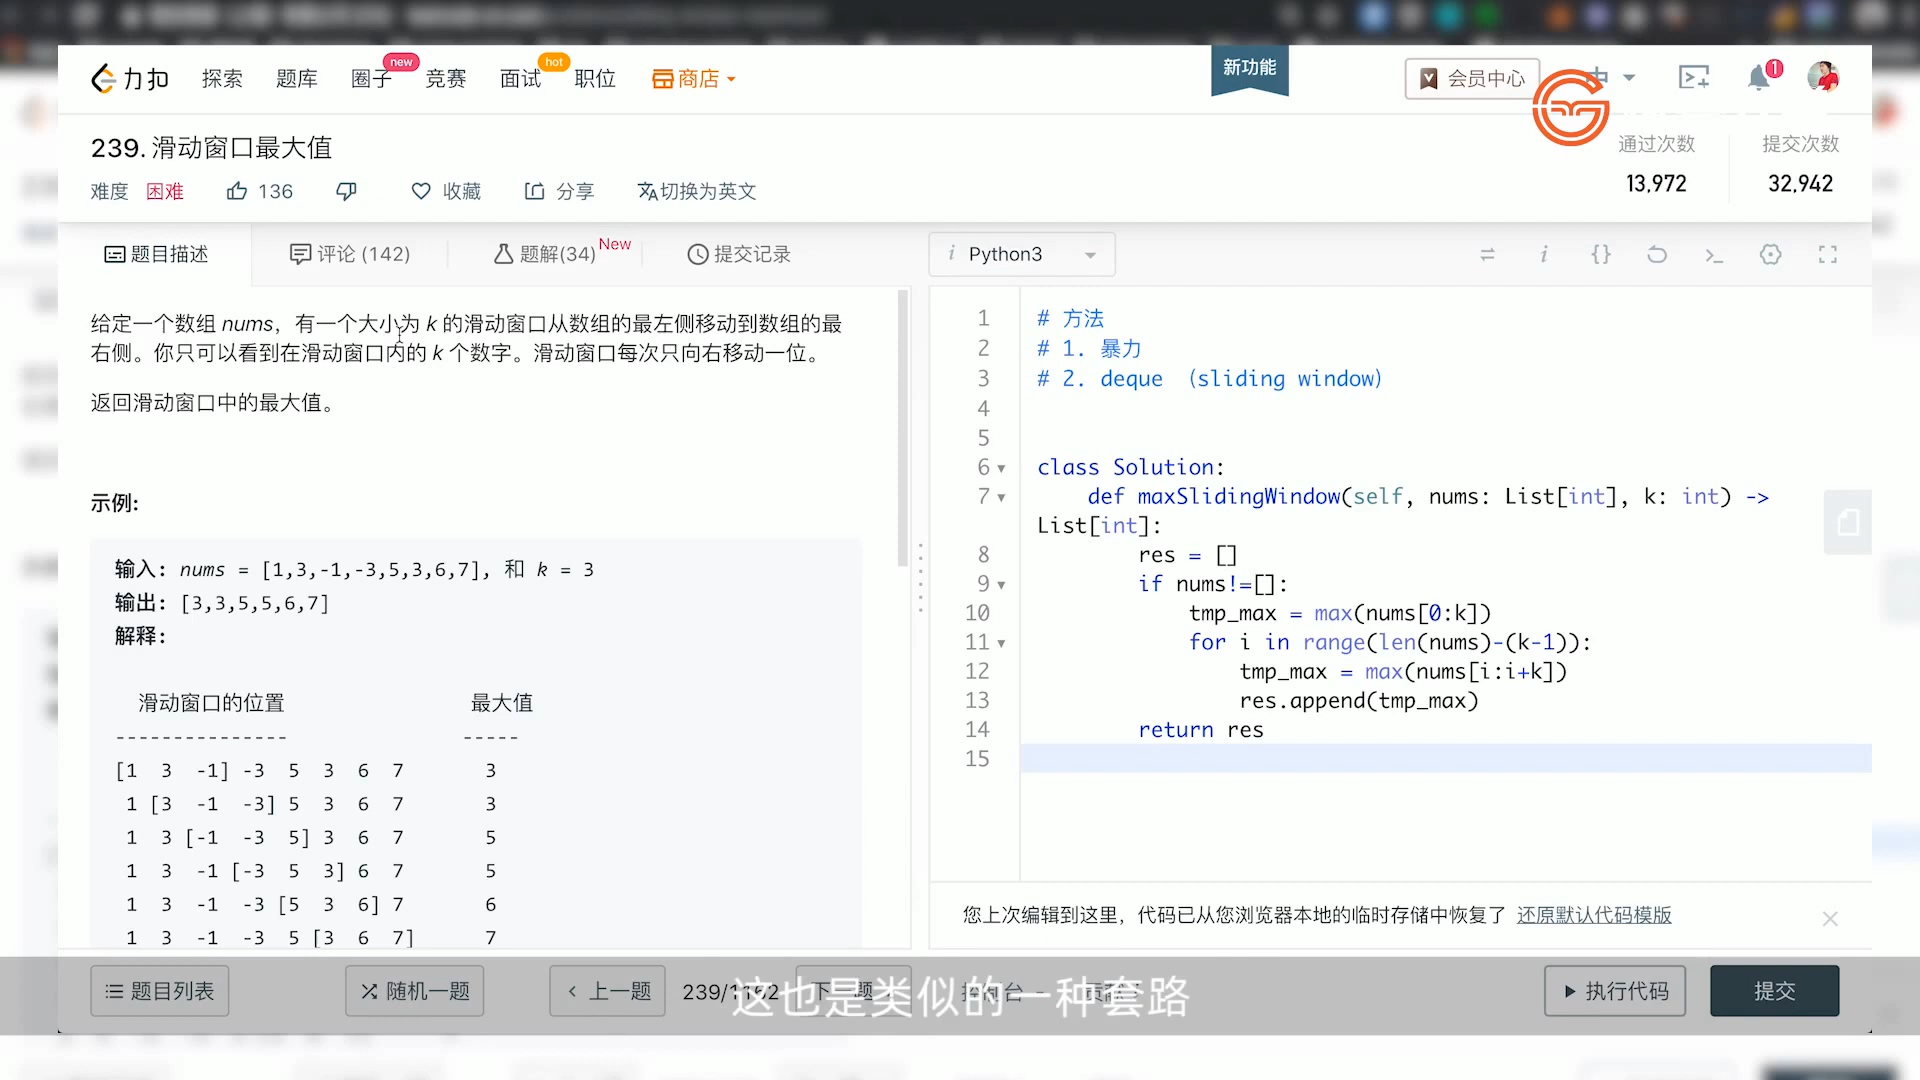 力扣 探索 题库 圈子 new 竞赛 面试 hot 职位 商店 新功能 会员中心 中 1
239. 滑动窗口最大值
难度 困难 136 收藏 分享 切换为英文
通过次数 提交次数
13,972 32,942
题目描述 评论 (142) 题解(34) New 提交记录
给定一个数组 nums，有一个大小为 k 的滑动窗口从数组的最左侧移动到数组的最
右侧。你只可以看到在滑动窗口内的 k 个数字。滑动窗口每次只向右移动一位。
返回滑动窗口中的最大值。
示例:
输入: nums = [1,3,-1,-3,5,3,6,7], 和 k = 3
输出: [3,3,5,5,6,7]
解释:
滑动窗口的位置 最大值
--------------- -----
[1 3 -1] -3 5 3 6 7 3
1 [3 -1 -3] 5 3 6 7 3
1 3 [-1 -3 5] 3 6 7 5
1 3 -1 [-3 5 3] 6 7 5
1 3 -1 -3 [5 3 6] 7 6
1 3 -1 -3 5 [3 6 7] 7
i Python3
1 # 方法
2 # 1. 暴力
3 # 2. deque （sliding window）
4
5
6 class Solution:
7 def maxSlidingWindow(self, nums: List[int], k: int) ->
List[int]:
8 res = []
9 if nums!=[]:
10 tmp_max = max(nums[0:k])
11 for i in range(len(nums)-(k-1)):
12 tmp_max = max(nums[i:i+k])
13 res.append(tmp_max)
14 return res
15
您上次编辑到这里，代码已从您浏览器本地的临时存储中恢复了 还原默认代码模版
题目列表 随机一题 上一题 239/1162 下一题 控制台 执行代码 提交
这也是类似的一种套路